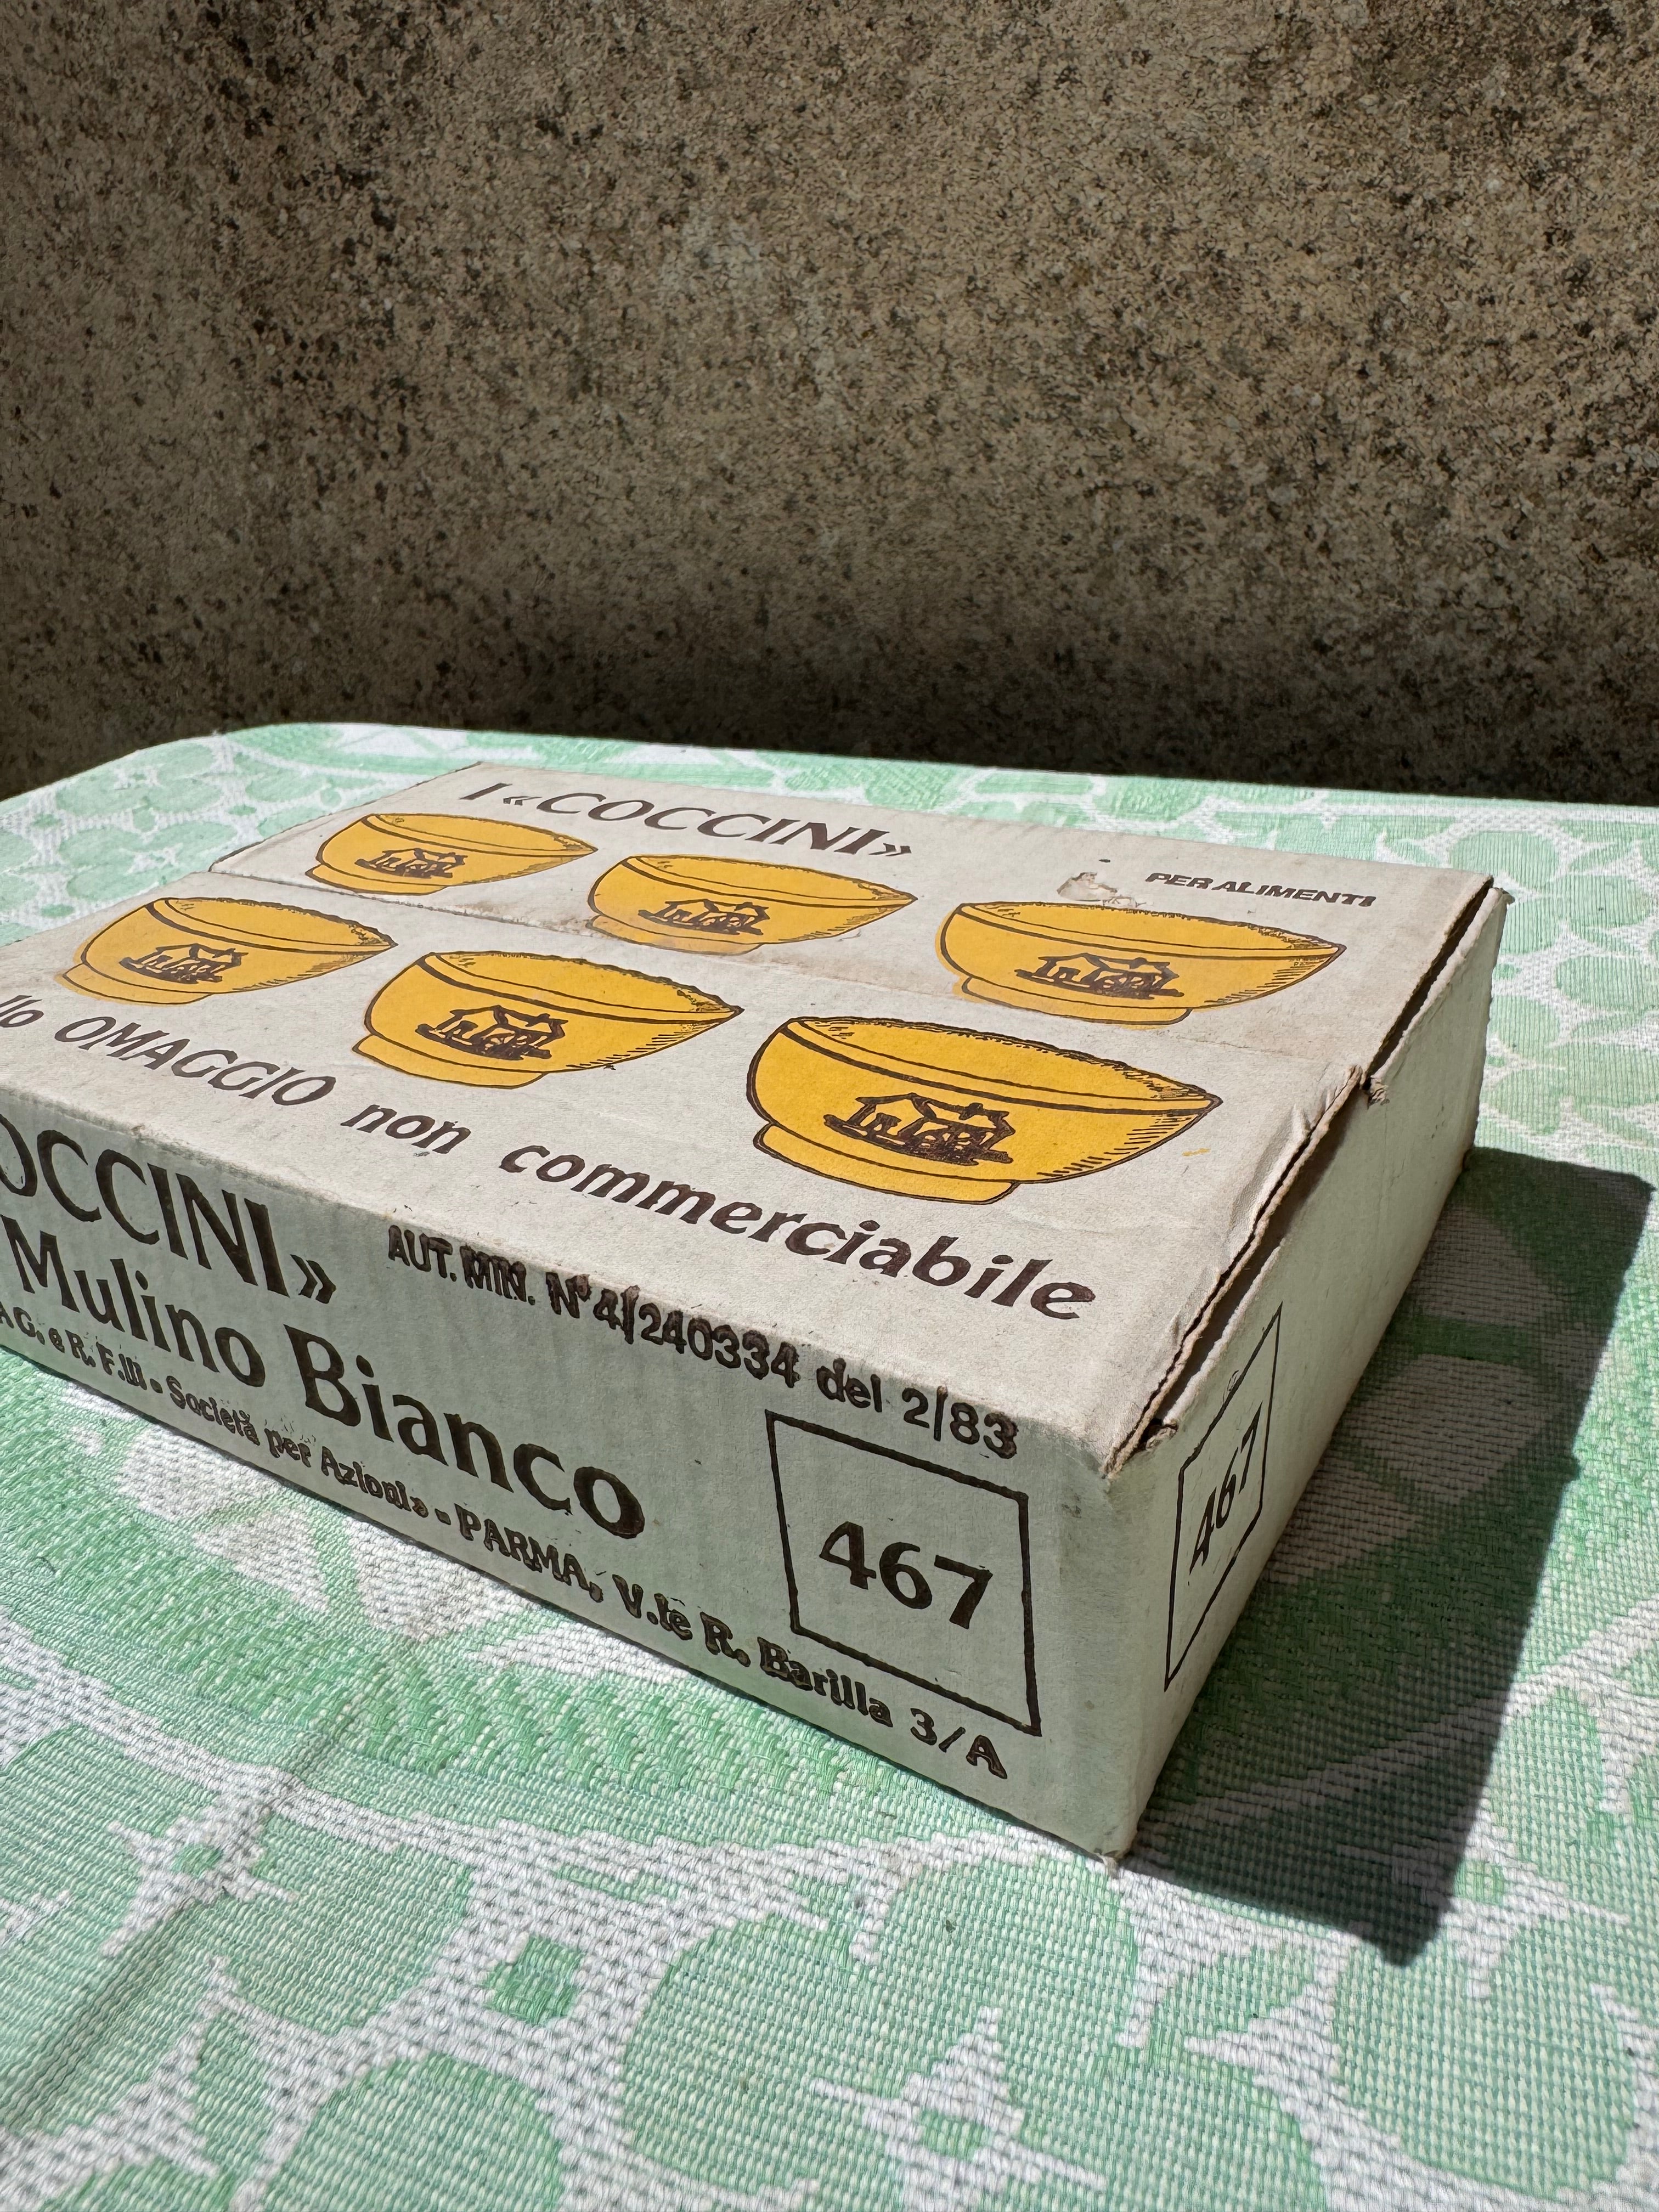 I «COCCINI»
PER ALIMENTI
llo OMAGGIO non commerciabile
OCCINI»
AUT. MIN. N° 4/240334 del 2/83
Mulino Bianco
467
A G. e R. F.lli - Società per Azioni» - PARMA, V.le R. Barilla 3/A
467